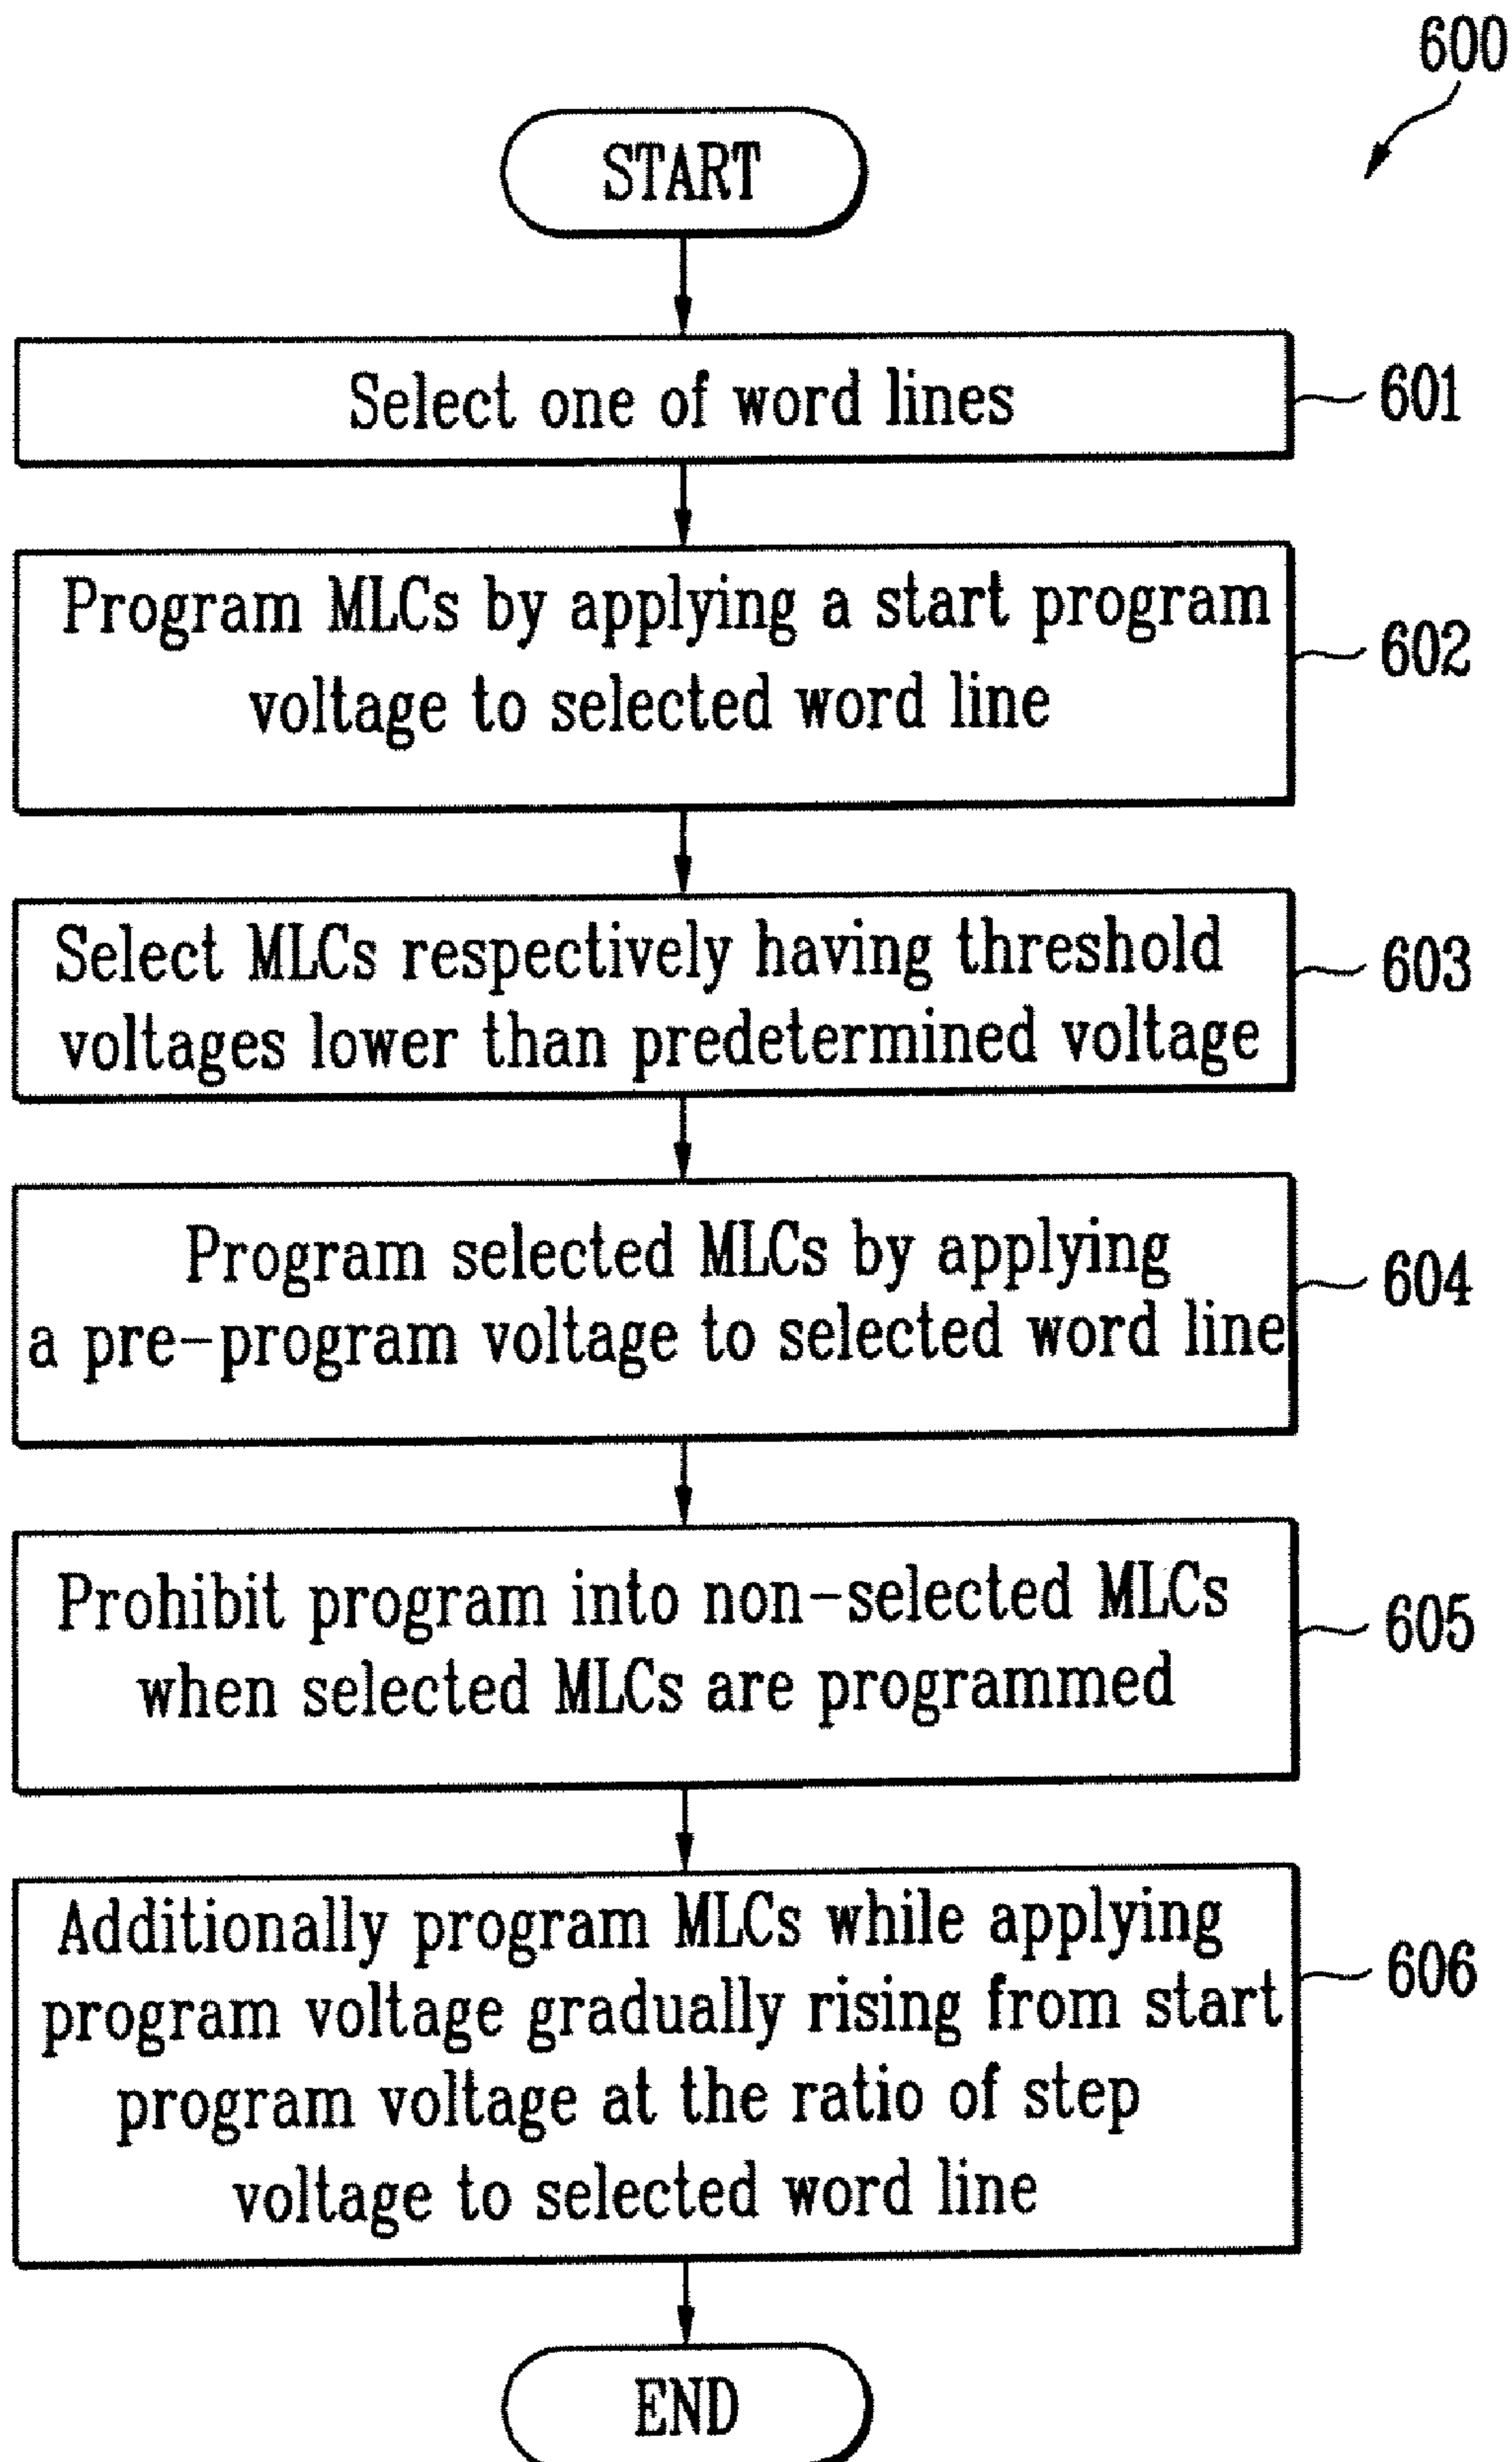 600
START
Select one of word lines
601
Program MLCs by applying a start program
voltage to selected word line
602
Select MLCs respectively having threshold
voltages lower than predetermined voltage
603
Program selected MLCs by applying
a pre-program voltage to selected word line
604
Prohibit program into non-selected MLCs
when selected MLCs are programmed
605
Additionally program MLCs while applying
program voltage gradually rising from start
program voltage at the ratio of step
voltage to selected word line
606
END